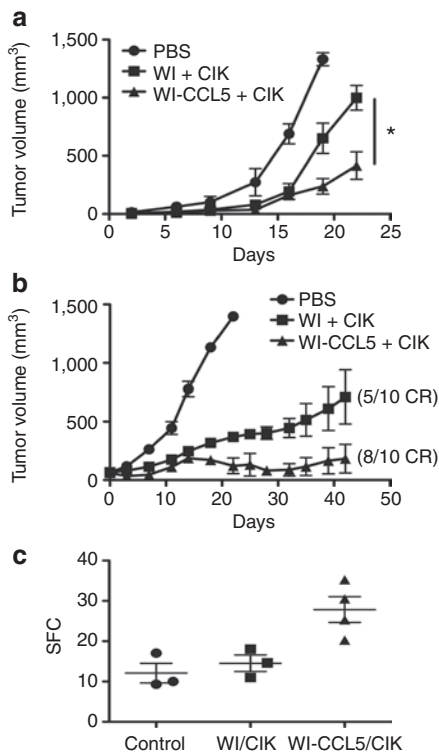 a
Tumor volume (mm³)
1,500
1,000
500
0
PBS
WI + CIK
WI-CCL5 + CIK
*
0 5 10 15 20 25
Days
b
Tumor volume (mm³)
1,500
1,000
500
0
PBS
WI + CIK
WI-CCL5 + CIK
(5/10 CR)
(8/10 CR)
0 10 20 30 40 50
Days
c
SFC
40
30
20
10
0
Control WI/CIK WI-CCL5/CIK